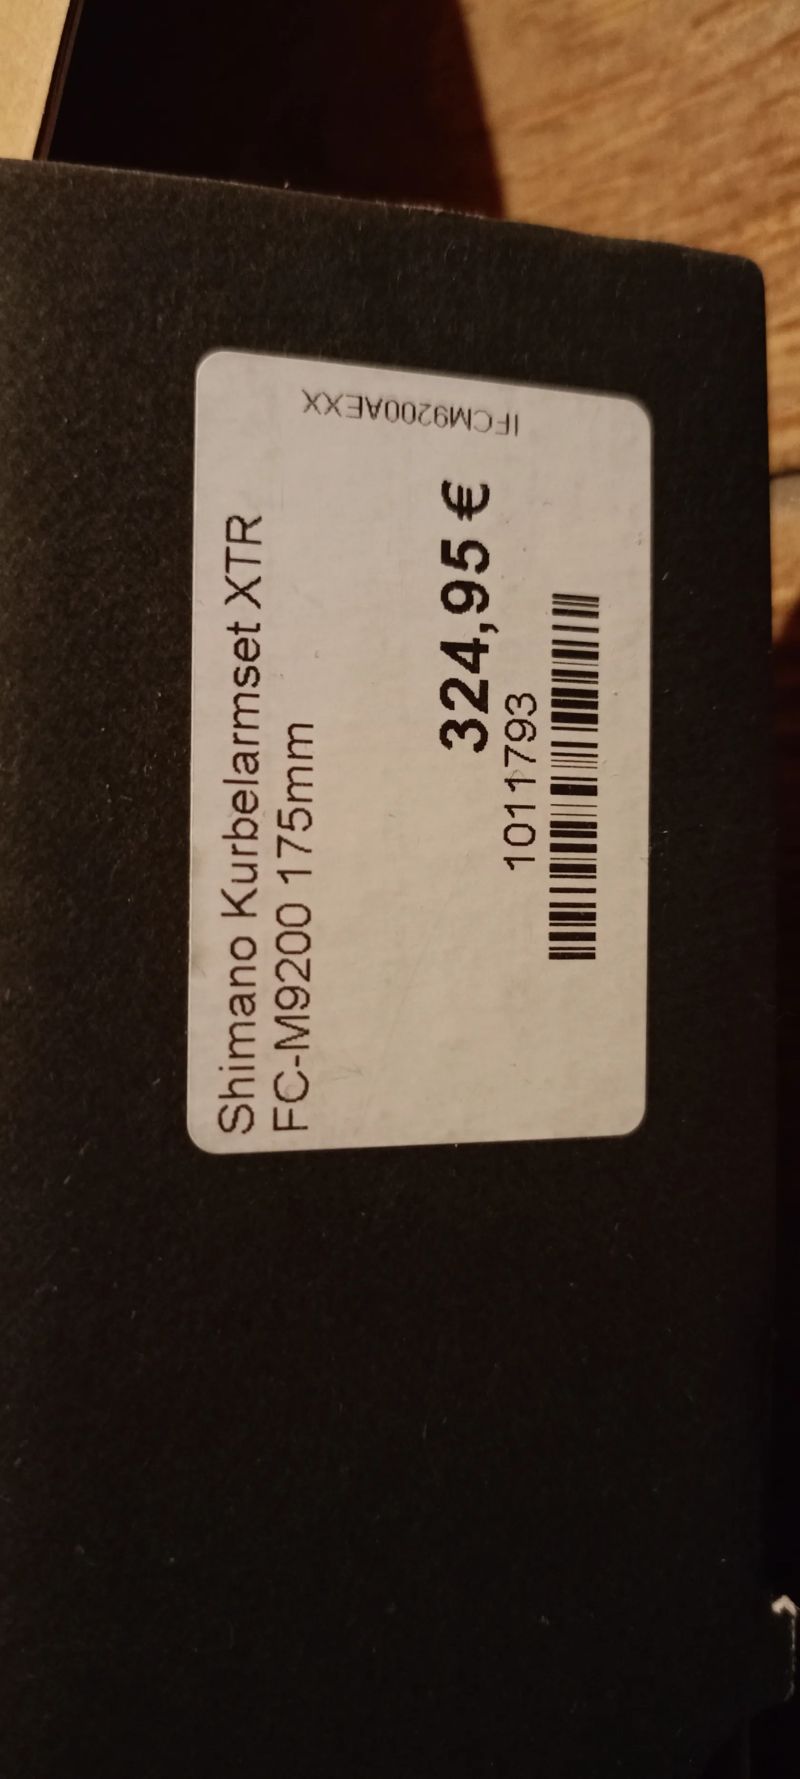 Shimano Kurbelarmset XTR
FC-M9200 175mm
324,95 €
1011793
IFCM9200AEXX